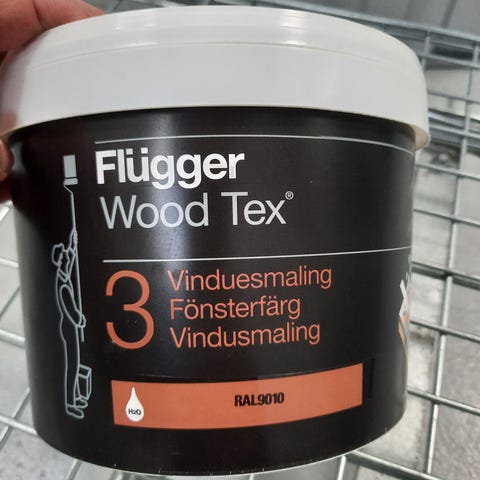 Flügger
Wood Tex®
3
Vinduesmaling
Fönsterfärg
Vindusmaling
H2O
RAL9010